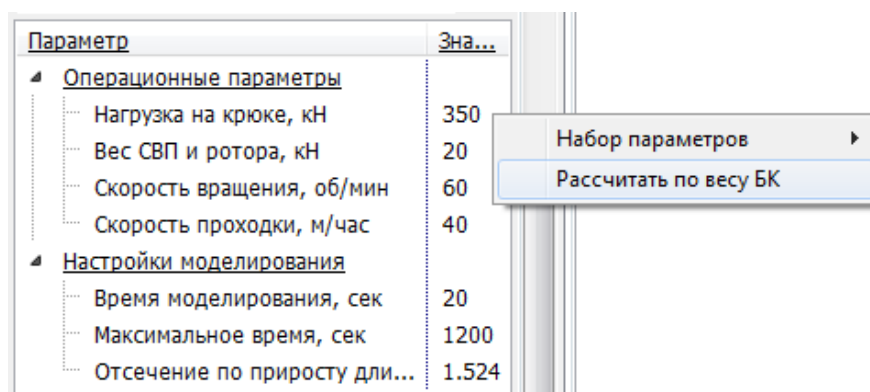 Параметр Зна...
Операционные параметры
Нагрузка на крюке, кН 350
Вес СВП и ротора, кН 20
Скорость вращения, об/мин 60
Скорость проходки, м/час 40
Настройки моделирования
Время моделирования, сек 20
Максимальное время, сек 1200
Отсечение по приросту дли... 1.524
Набор параметров
Рассчитать по весу БК